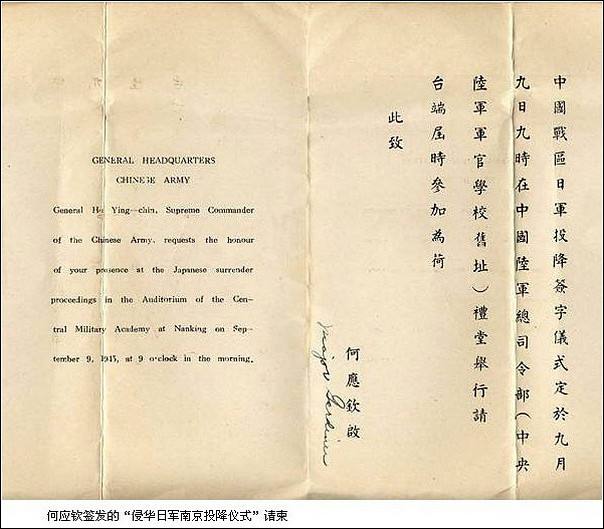 GENERAL HEADQUARTERS
CHINESE ARMY
General Ho Ying-chin, Supreme Commander
of the Chinese Army, requests the honour
of your presence at the Japanese surrender
proceedings in the Auditorium of the Cen-
tral Military Academy at Nanking on Sep-
tember 9, 1945, at 9 o'clock in the morning.
中國戰區日軍投降簽字儀式定於九月
九日九時在中國陸軍總司令部（中央
陸軍軍官學校舊址）禮堂舉行請
台端屆時參加為荷
此致
何應欽啟
Major
何应钦签发的“侵华日军南京投降仪式”请柬